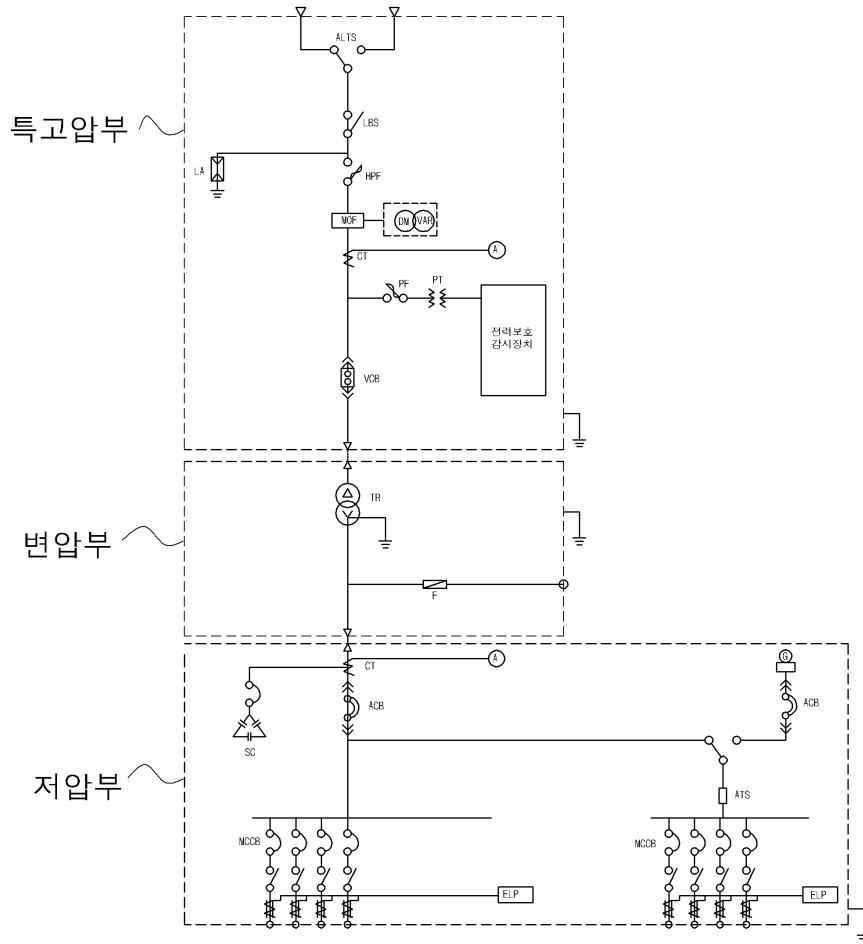 ALTS
특고압부
LBS
LA
HPF
MOF
DM
VAR
CT
A
PF
PT
전력보호
감시장치
VCB
TR
변압부
F
CT
A
G
ACB
ACB
SC
저압부
ATS
MCCB
MCCB
ELP
ELP